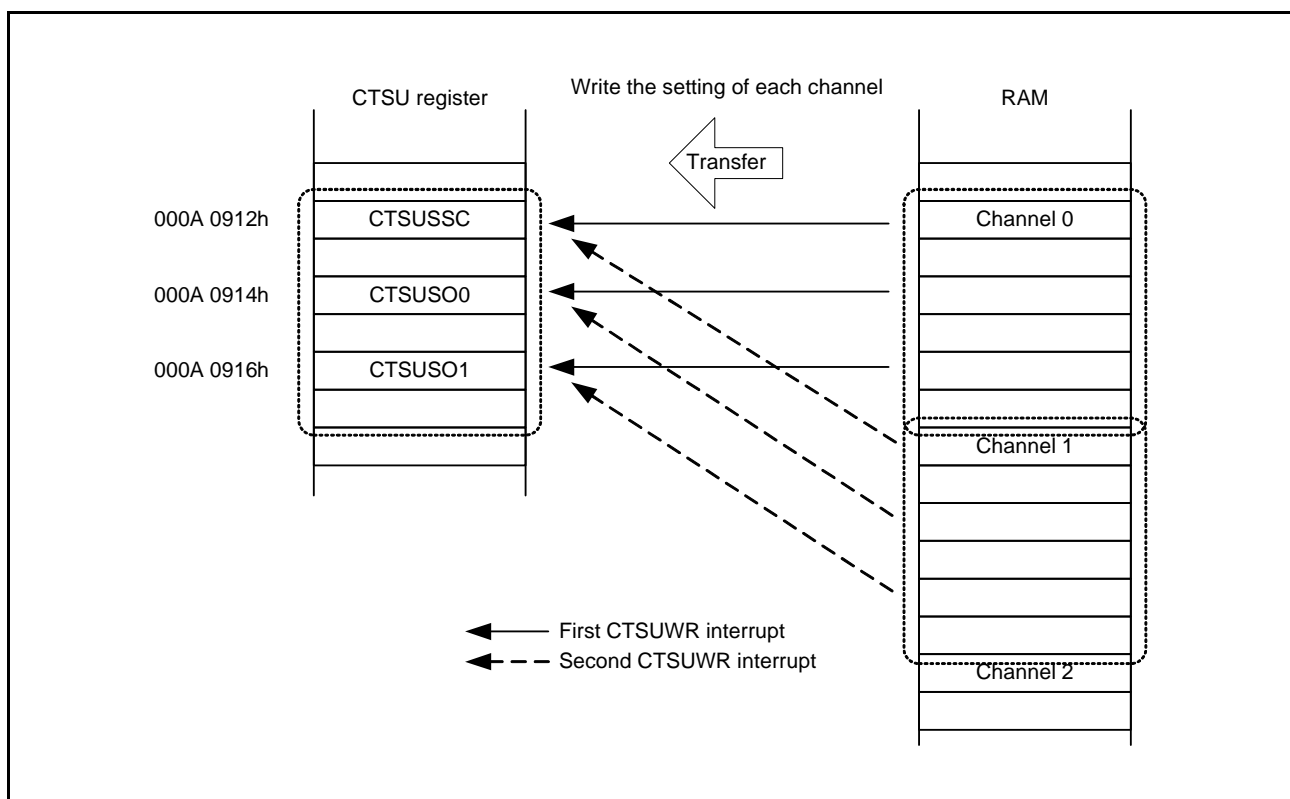 Write the setting of each channel
CTSU register
RAM
Transfer
000A 0912h
CTSUSSC
Channel 0
000A 0914h
CTSUSO0
000A 0916h
CTSUSO1
Channel 1
First CTSUWR interrupt
Second CTSUWR interrupt
Channel 2